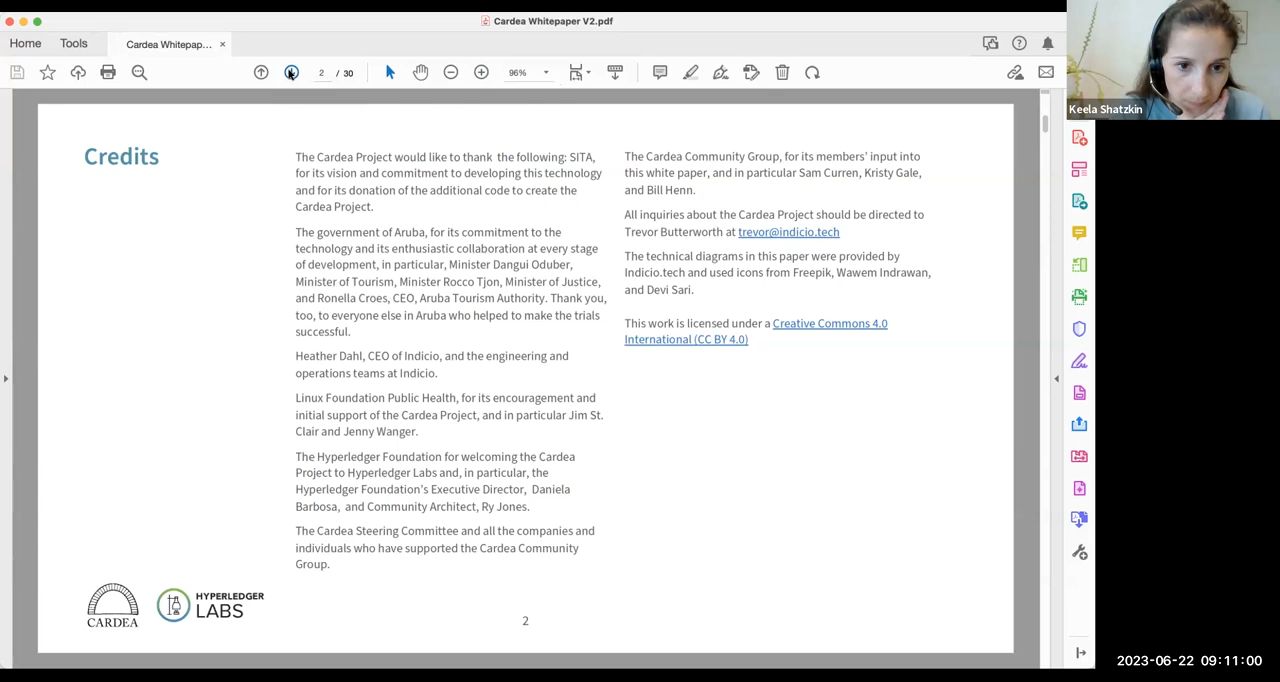 Cardea Whitepaper V2.pdf
Home
Tools
Cardea Whitepap... ×
2 / 30
96%
Keela Shatzkin
Credits
The Cardea Project would like to thank the following: SITA,
for its vision and commitment to developing this technology
and for its donation of the additional code to create the
Cardea Project.
The government of Aruba, for its commitment to the
technology and its enthusiastic collaboration at every stage
of development, in particular, Minister Dangui Oduber,
Minister of Tourism, Minister Rocco Tjon, Minister of Justice,
and Ronella Croes, CEO, Aruba Tourism Authority. Thank you,
too, to everyone else in Aruba who helped to make the trials
successful.
Heather Dahl, CEO of Indicio, and the engineering and
operations teams at Indicio.
Linux Foundation Public Health, for its encouragement and
initial support of the Cardea Project, and in particular Jim St.
Clair and Jenny Wanger.
The Hyperledger Foundation for welcoming the Cardea
Project to Hyperledger Labs and, in particular, the
Hyperledger Foundation's Executive Director, Daniela
Barbosa, and Community Architect, Ry Jones.
The Cardea Steering Committee and all the companies and
individuals who have supported the Cardea Community
Group.
The Cardea Community Group, for its members' input into
this white paper, and in particular Sam Curren, Kristy Gale,
and Bill Henn.
All inquiries about the Cardea Project should be directed to
Trevor Butterworth at trevor@indicio.tech
The technical diagrams in this paper were provided by
Indicio.tech and used icons from Freepik, Wawem Indrawan,
and Devi Sari.
This work is licensed under a Creative Commons 4.0
International (CC BY 4.0)
CARDEA
HYPERLEDGER
LABS
2
2023-06-22 09:11:00